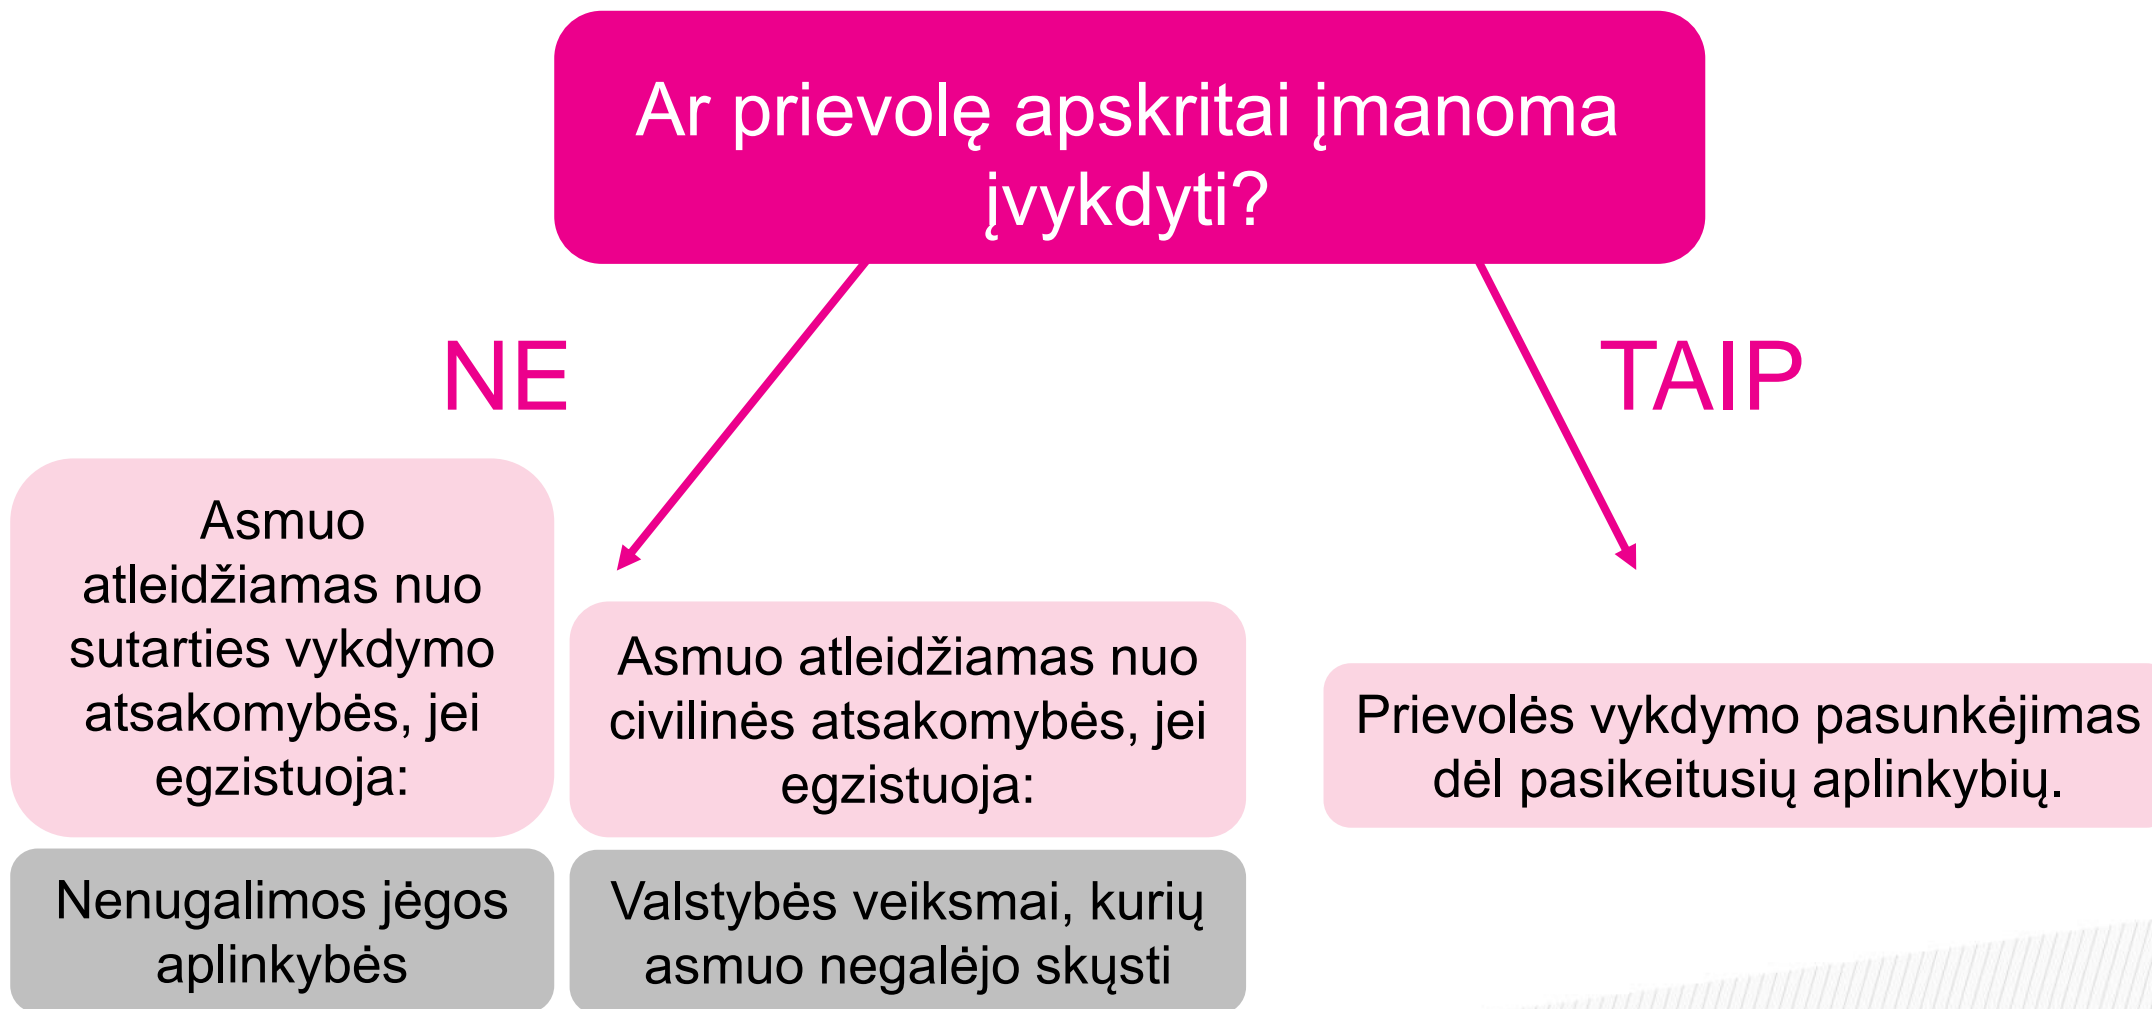 Ar prievolę apskritai įmanoma
įvykdyti?
NE
TAIP
Asmuo
atleidžiamas nuo
sutarties vykdymo
atsakomybės, jei
egzistuoja:
Asmuo atleidžiamas nuo
civilinės atsakomybės, jei
egzistuoja:
Prievolės vykdymo pasunkėjimas
dėl pasikeitusių aplinkybių.
Nenugalimos jėgos
aplinkybės
Valstybės veiksmai, kurių
asmuo negalėjo skųsti